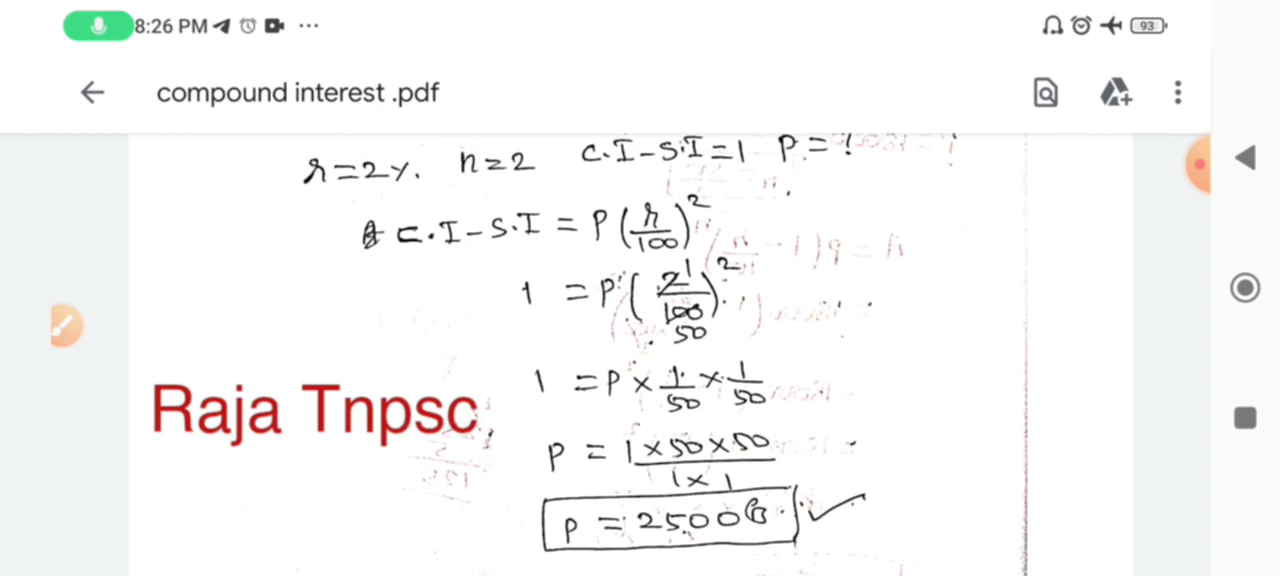 8:26 PM
93
compound interest .pdf
r=2%. n=2 C.I-S.I=1 P=?
C.I-S.I = P(r/100)²
1 = P(2 1/100 50)²
1 = P × 1/50 × 1/50
P = 1×50×50/1×1
P = 2500
Raja Tnpsc